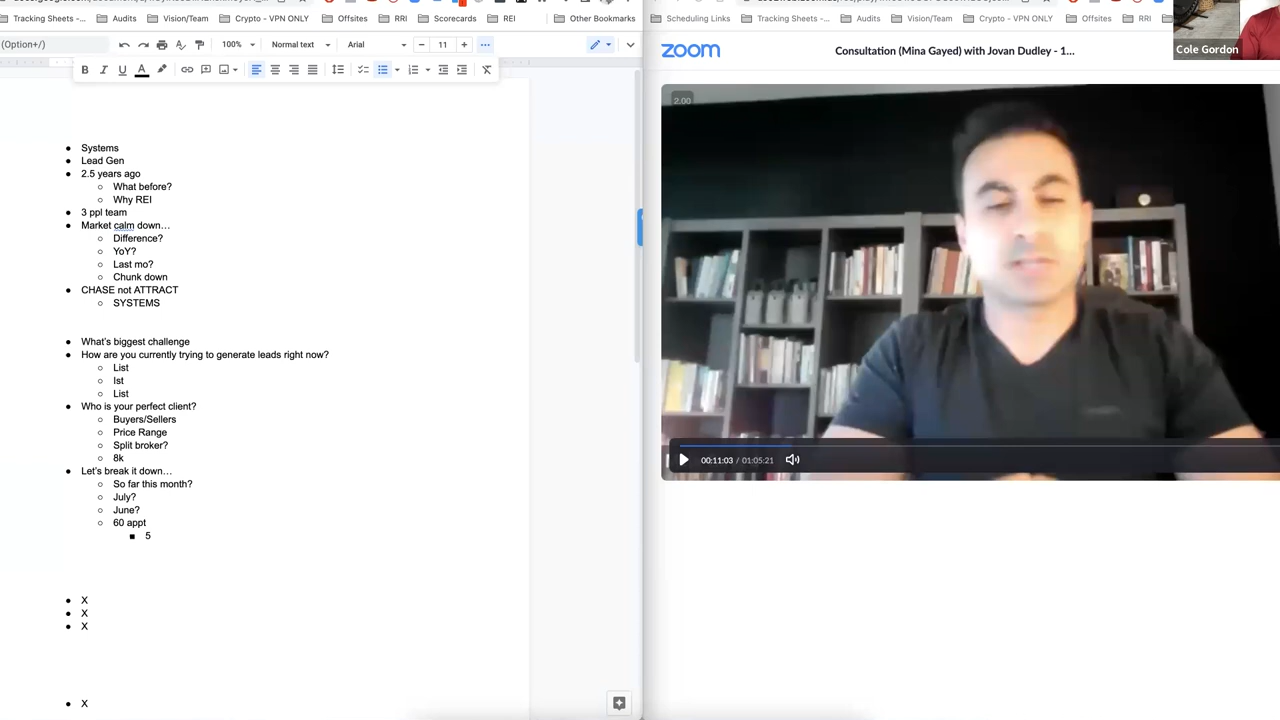 Tracking Sheets -...
Audits
Vision/Team
Crypto - VPN ONLY
Offsites
RRI
Scorecards
REI
Other Bookmarks
(Option+/)
100%
Normal text
Arial
11
B I U A
Systems
Lead Gen
2.5 years ago
What before?
Why REI
3 ppl team
Market calm down…
Difference?
YoY?
Last mo?
Chunk down
CHASE not ATTRACT
SYSTEMS
What's biggest challenge
How are you currently trying to generate leads right now?
List
Ist
List
Who is your perfect client?
Buyers/Sellers
Price Range
Split broker?
8k
Let's break it down…
So far this month?
July?
June?
60 appt
5
X
X
X
X
Scheduling Links
Tracking Sheets -...
Audits
Vision/Team
Crypto - VPN ONLY
Offsites
RRI
Cole Gordon
zoom
Consultation (Mina Gayed) with Jovan Dudley - 1...
2.00
00:11:03 / 01:05:21